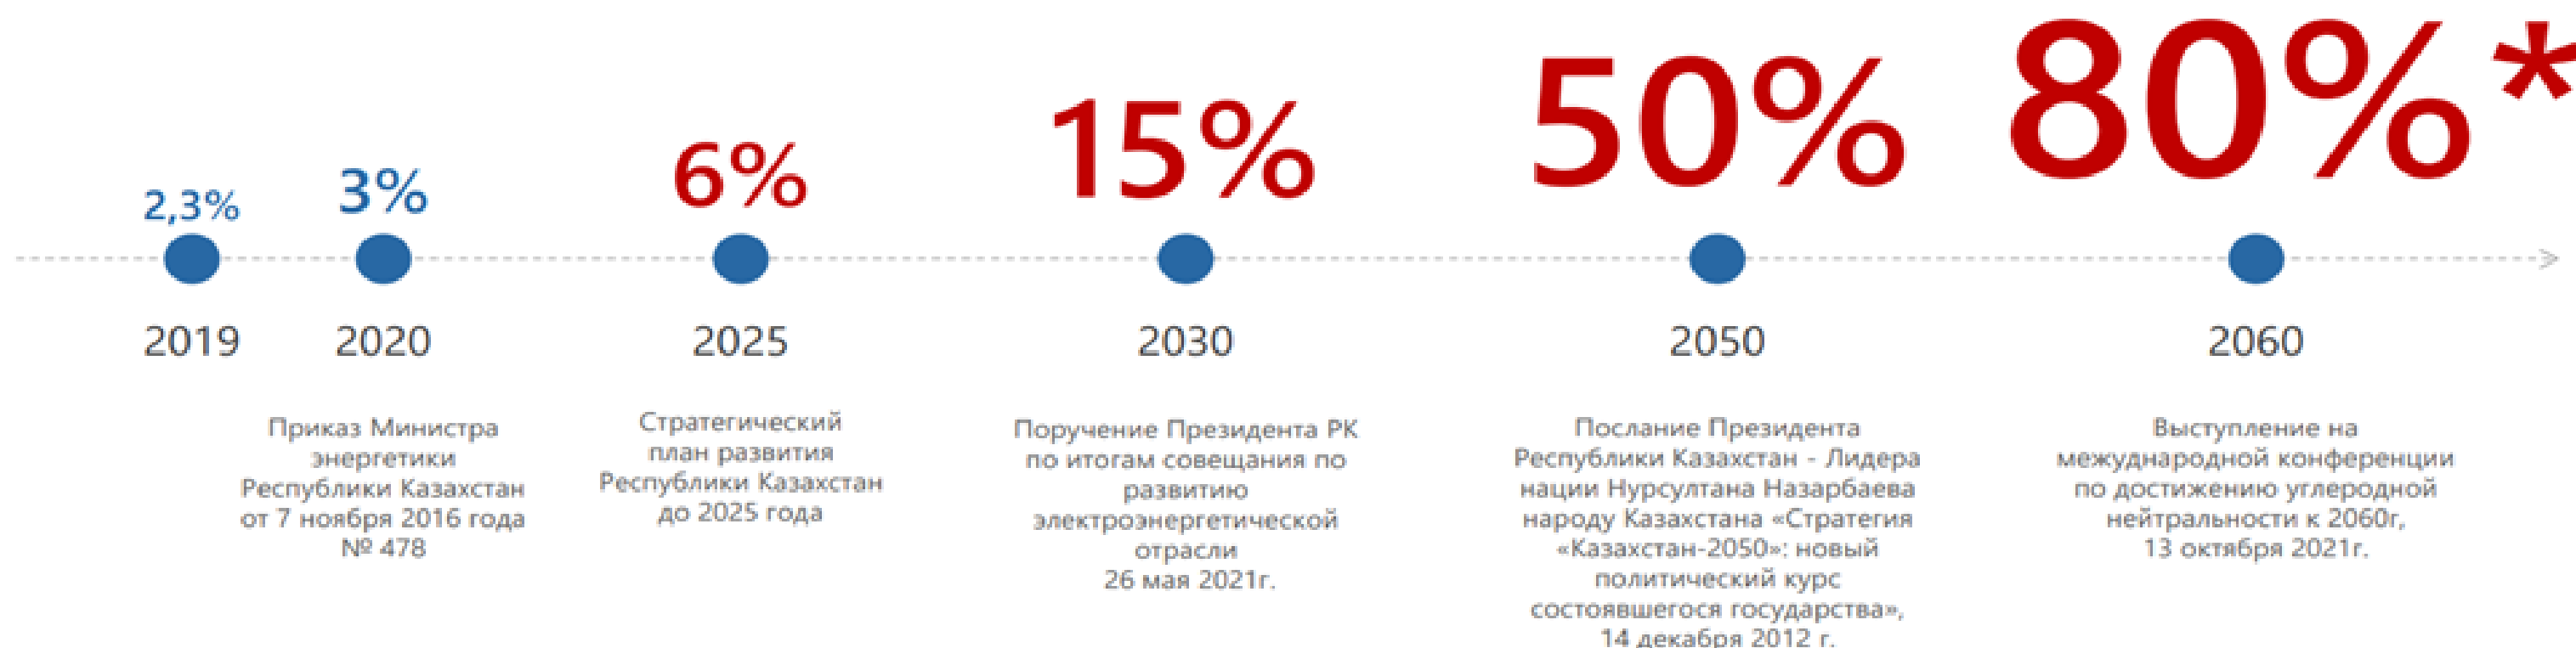 2,3%
3%
6%
15%
50%
80%*
2019
2020
2025
2030
2050
2060
Приказ Министра
энергетики
Республики Казахстан
от 7 ноября 2016 года
№ 478
Стратегический
план развития
Республики Казахстан
до 2025 года
Поручение Президента РК
по итогам совещания по
развитию
электроэнергетической
отрасли
26 мая 2021г.
Послание Президента
Республики Казахстан - Лидера
нации Нурсултана Назарбаева
народу Казахстана «Стратегия
«Казахстан-2050»: новый
политический курс
состоявшегося государства»,
14 декабря 2012 г.
Выступление на
межуднародной конференции
по достижению углеродной
нейтральности к 2060г,
13 октября 2021г.